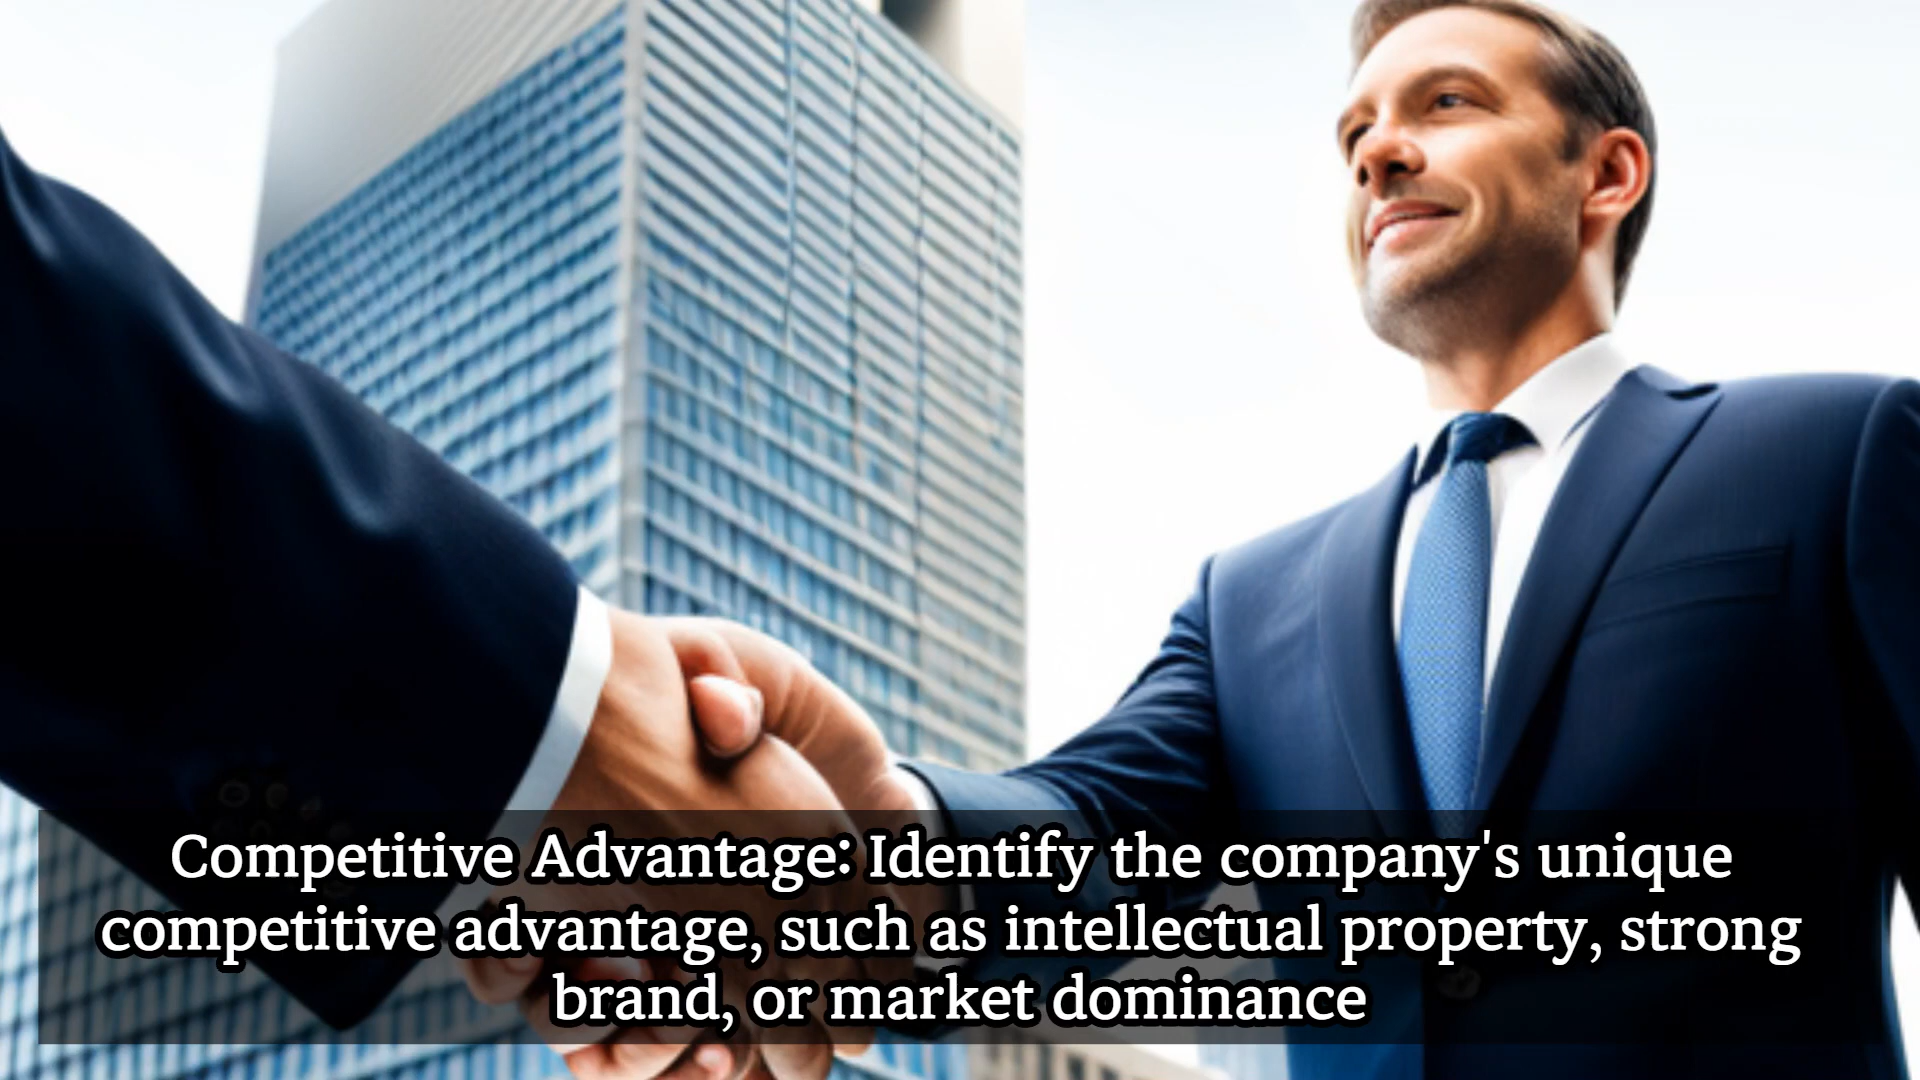 Competitive Advantage: Identify the company's unique
competitive advantage, such as intellectual property, strong
brand, or market dominance